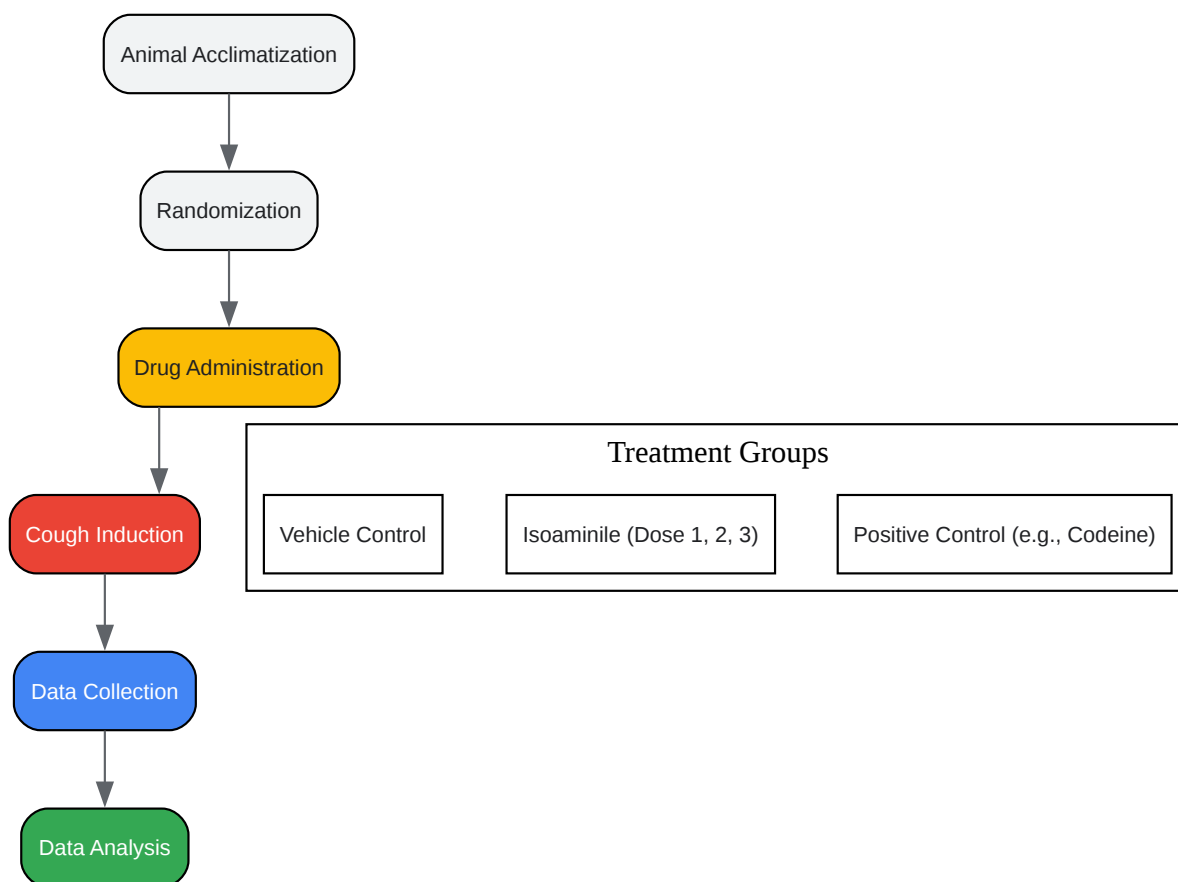 Animal Acclimatization
Randomization
Drug Administration
Treatment Groups
Cough Induction
Vehicle Control
Isoaminile (Dose 1, 2, 3)
Positive Control (e.g., Codeine)
Data Collection
Data Analysis